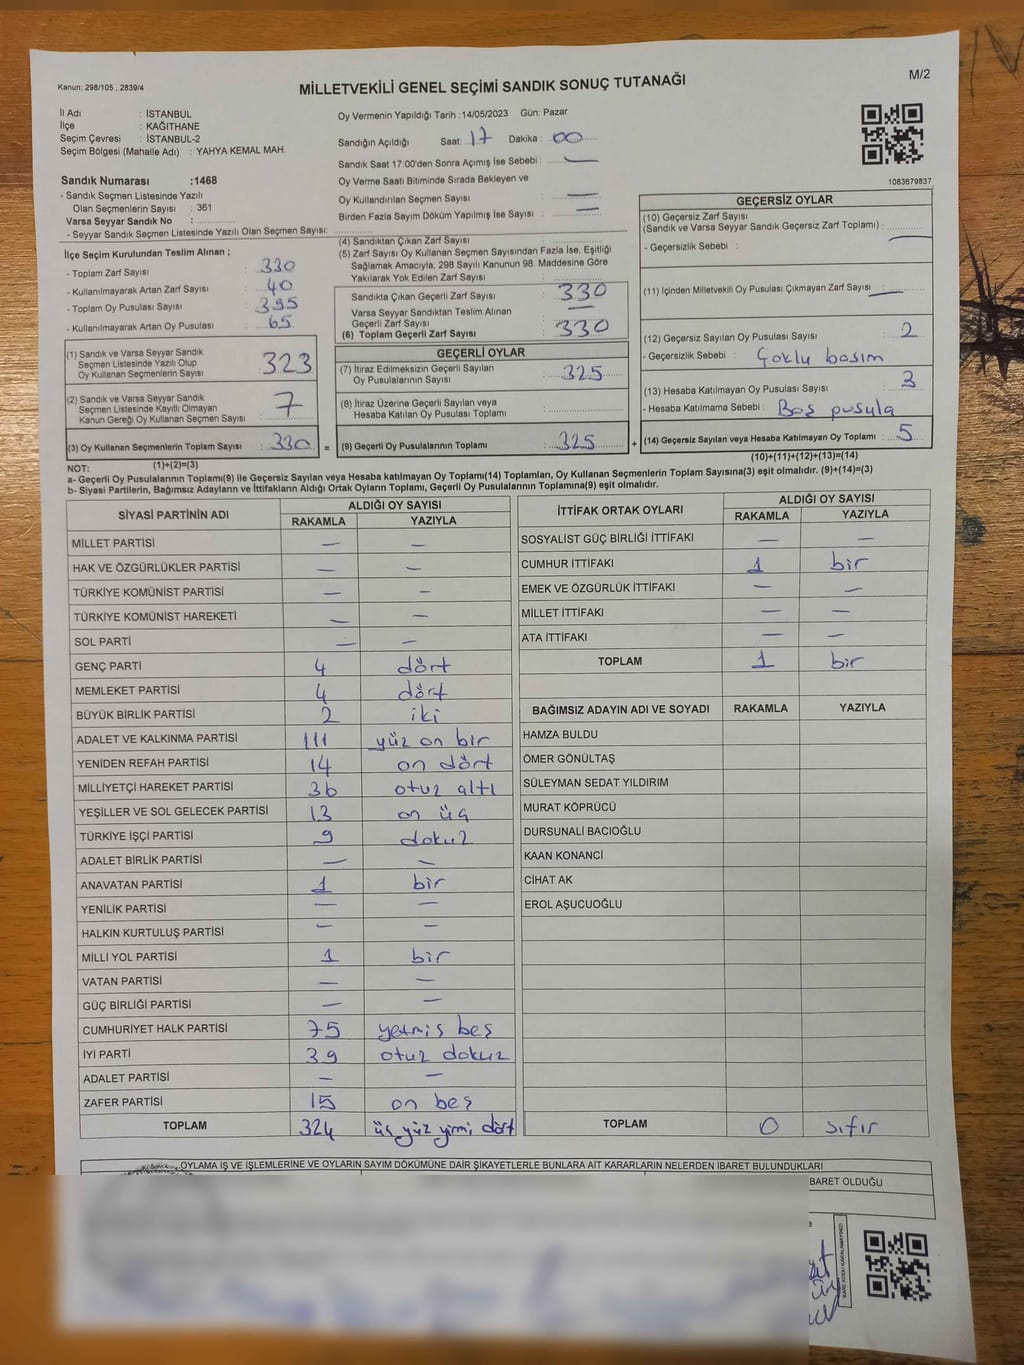 Kanun: 298/105 , 2839/4
MİLLETVEKİLİ GENEL SEÇİMİ SANDIK SONUÇ TUTANAĞI
M/2
İl Adı : İSTANBUL
İlçe : KAĞITHANE
Seçim Çevresi : İSTANBUL-2
Seçim Bölgesi (Mahalle Adı) : YAHYA KEMAL MAH.
Oy Vermenin Yapıldığı Tarih :14/05/2023 Gün: Pazar
Sandığın Açıldığı Saat: 17 Dakika : 00
Sandık Saat 17:00'den Sonra Açımış İse Sebebi : —
Oy Verme Saati Bitiminde Sırada Bekleyen ve
Oy Kullandırılan Seçmen Sayısı : —
Birden Fazla Sayım Döküm Yapılmış İse Sayısı : —
1083679837
Sandık Numarası :1468
- Sandık Seçmen Listesinde Yazılı
Olan Seçmenlerin Sayısı : 361
Varsa Seyyar Sandık No :
- Seyyar Sandık Seçmen Listesinde Yazılı Olan Seçmen Sayısı:
İlçe Seçim Kurulundan Teslim Alınan ;
- Toplam Zarf Sayısı : 330
- Kullanılmayarak Artan Zarf Sayısı : 40
- Toplam Oy Pusulası Sayısı : 395
- Kullanılmayarak Artan Oy Pusulası : 65
(1) Sandık ve Varsa Seyyar Sandık
Seçmen Listesinde Yazılı Olup
Oy Kullanan Seçmenlerin Sayısı : 323
(2) Sandık ve Varsa Seyyar Sandık
Seçmen Listesinde Kayıtlı Olmayan
Kanun Gereği Oy Kullanan Seçmen Sayısı : 7
(3) Oy Kullanan Seçmenlerin Toplam Sayısı : 330 =
(1)+(2)=(3)
(4) Sandıktan Çıkan Zarf Sayısı :
(5) Zarf Sayısı Oy Kullanan Seçmen Sayısından Fazla İse, Eşitliği
Sağlamak Amacıyla, 298 Sayılı Kanunun 98. Maddesine Göre
Yakılarak Yok Edilen Zarf Sayısı :
Sandıkta Çıkan Geçerli Zarf Sayısı : 330
Varsa Seyyar Sandıktan Teslim Alınan
Geçerli Zarf Sayısı : —
(6) Toplam Geçerli Zarf Sayısı : 330
GEÇERLİ OYLAR
(7) İtiraz Edilmeksizin Geçerli Sayılan
Oy Pusulalarının Sayısı : 325
(8) İtiraz Üzerine Geçerli Sayılan veya
Hesaba Katılan Oy Pusulası Toplamı :
(9) Geçerli Oy Pusulalarının Toplamı : 325 +
GEÇERSİZ OYLAR
(10) Geçersiz Zarf Sayısı
(Sandık ve Varsa Seyyar Sandık Geçersiz Zarf Toplamı) :
- Geçersizlik Sebebi : —
(11) İçinden Milletvekili Oy Pusulası Çıkmayan Zarf Sayısı : —
(12) Geçersiz Sayılan Oy Pusulası Sayısı : 2
- Geçersizlik Sebebi : Çoklu basım
(13) Hesaba Katılmayan Oy Pusulası Sayısı : 3
- Hesaba Katılmama Sebebi : Boş pusula
(14) Geçersiz Sayılan veya Hesaba Katılmayan Oy Toplamı : 5
(10)+(11)+(12)+(13)=(14)
NOT:
a- Geçerli Oy Pusulalarının Toplamı(9) ile Geçersiz Sayılan veya Hesaba katılmayan Oy Toplamı(14) Toplamları, Oy Kullanan Seçmenlerin Toplam Sayısına(3) eşit olmalıdır. (9)+(14)=(3)
b- Siyasi Partilerin, Bağımsız Adayların ve İttifakların Aldığı Ortak Oyların Toplamı, Geçerli Oy Pusulalarının Toplamına(9) eşit olmalıdır.
SİYASİ PARTİNİN ADI ALDIĞI OY SAYISI
RAKAMLA YAZIYLA
MİLLET PARTİSİ — —
HAK VE ÖZGÜRLÜKLER PARTİSİ — —
TÜRKİYE KOMÜNİST PARTİSİ — —
TÜRKİYE KOMÜNİST HAREKETİ — —
SOL PARTİ — —
GENÇ PARTİ 4 dört
MEMLEKET PARTİSİ 4 dört
BÜYÜK BİRLİK PARTİSİ 2 iki
ADALET VE KALKINMA PARTİSİ 111 yüz on bir
YENİDEN REFAH PARTİSİ 14 on dört
MİLLİYETÇİ HAREKET PARTİSİ 36 otuz altı
YEŞİLLER VE SOL GELECEK PARTİSİ 13 on üç
TÜRKİYE İŞÇİ PARTİSİ 9 dokuz
ADALET BİRLİK PARTİSİ — —
ANAVATAN PARTİSİ 1 bir
YENİLİK PARTİSİ — —
HALKIN KURTULUŞ PARTİSİ — —
MİLLİ YOL PARTİSİ 1 bir
VATAN PARTİSİ — —
GÜÇ BİRLİĞİ PARTİSİ — —
CUMHURİYET HALK PARTİSİ 75 yetmiş beş
İYİ PARTİ 39 otuz dokuz
ADALET PARTİSİ — —
ZAFER PARTİSİ 15 on beş
TOPLAM 324 üç yüz yirmi dört
İTTİFAK ORTAK OYLARI ALDIĞI OY SAYISI
RAKAMLA YAZIYLA
SOSYALİST GÜÇ BİRLİĞİ İTTİFAKI — —
CUMHUR İTTİFAKI 1 bir
EMEK VE ÖZGÜRLÜK İTTİFAKI — —
MİLLET İTTİFAKI — —
ATA İTTİFAKI — —
TOPLAM 1 bir
BAĞIMSIZ ADAYIN ADI VE SOYADI RAKAMLA YAZIYLA
HAMZA BULDU
ÖMER GÖNÜLTAŞ
SÜLEYMAN SEDAT YILDIRIM
MURAT KÖPRÜCÜ
DURSUNALİ BACIOĞLU
KAAN KONANCİ
CİHAT AK
EROL AŞUCUOĞLU
TOPLAM 0 sıfır
OYLAMA İŞ VE İŞLEMLERİNE VE OYLARIN SAYIM DÖKÜMÜNE DAİR ŞİKAYETLERLE BUNLARA AİT KARARLARIN NELERDEN İBARET BULUNDUKLARI
BARET OLDUĞU